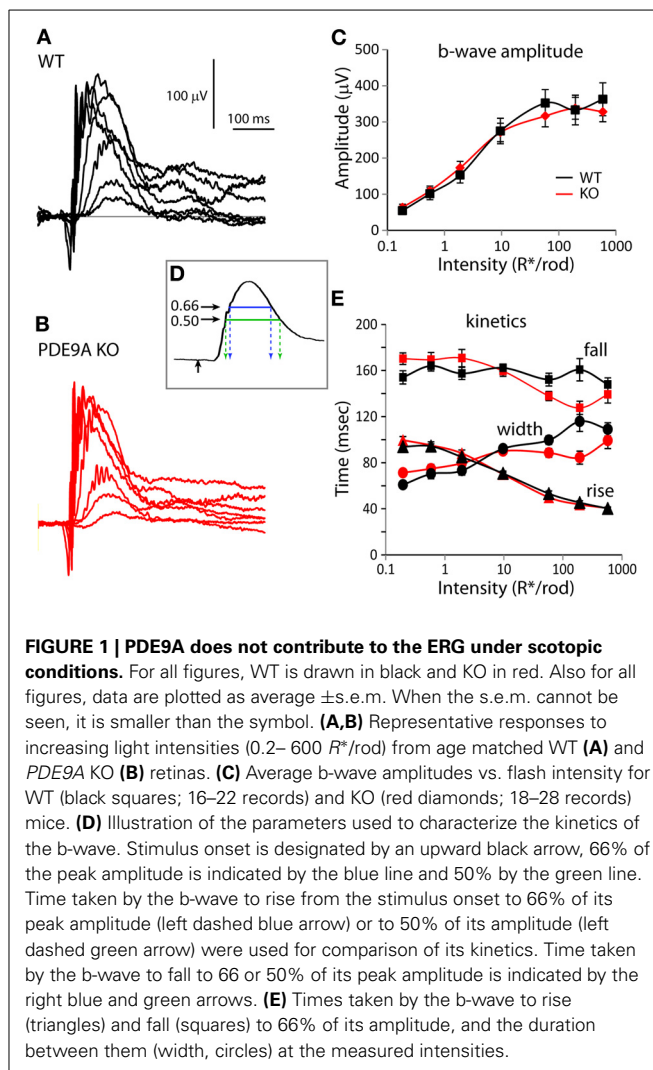 A
WT
100 μV
100 ms
C
b-wave amplitude
Amplitude (μV)
500
400
300
200
100
0
WT
KO
0.1 1 10 100 1000
Intensity (R*/rod)
D
0.66
0.50
B
PDE9A KO
E
kinetics
fall
width
rise
Time (msec)
200
160
120
80
40
0
0.1 1 10 100 1000
Intensity (R*/rod)
FIGURE 1 | PDE9A does not contribute to the ERG under scotopic
conditions. For all figures, WT is drawn in black and KO in red. Also for all
figures, data are plotted as average ±s.e.m. When the s.e.m. cannot be
seen, it is smaller than the symbol. (A,B) Representative responses to
increasing light intensities (0.2– 600 R*/rod) from age matched WT (A) and
PDE9A KO (B) retinas. (C) Average b-wave amplitudes vs. flash intensity for
WT (black squares; 16–22 records) and KO (red diamonds; 18–28 records)
mice. (D) Illustration of the parameters used to characterize the kinetics of
the b-wave. Stimulus onset is designated by an upward black arrow, 66% of
the peak amplitude is indicated by the blue line and 50% by the green line.
Time taken by the b-wave to rise from the stimulus onset to 66% of its
peak amplitude (left dashed blue arrow) or to 50% of its amplitude (left
dashed green arrow) were used for comparison of its kinetics. Time taken
by the b-wave to fall to 66 or 50% of its peak amplitude is indicated by the
right blue and green arrows. (E) Times taken by the b-wave to rise
(triangles) and fall (squares) to 66% of its amplitude, and the duration
between them (width, circles) at the measured intensities.